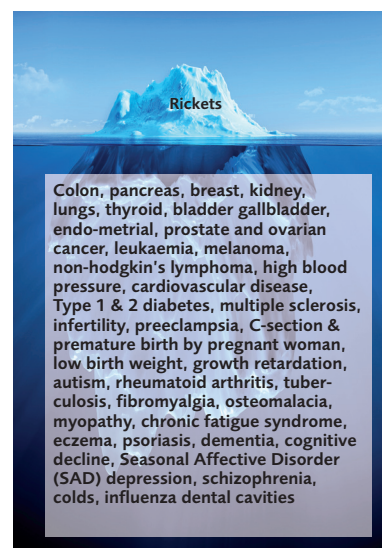 Rickets
Colon, pancreas, breast, kidney,
lungs, thyroid, bladder gallbladder,
endo-metrial, prostate and ovarian
cancer, leukaemia, melanoma,
non-hodgkin's lymphoma, high blood
pressure, cardiovascular disease,
Type 1 & 2 diabetes, multiple sclerosis,
infertility, preeclampsia, C-section &
premature birth by pregnant woman,
low birth weight, growth retardation,
autism, rheumatoid arthritis, tuber-
culosis, fibromyalgia, osteomalacia,
myopathy, chronic fatigue syndrome,
eczema, psoriasis, dementia, cognitive
decline, Seasonal Affective Disorder
(SAD) depression, schizophrenia,
colds, influenza dental cavities